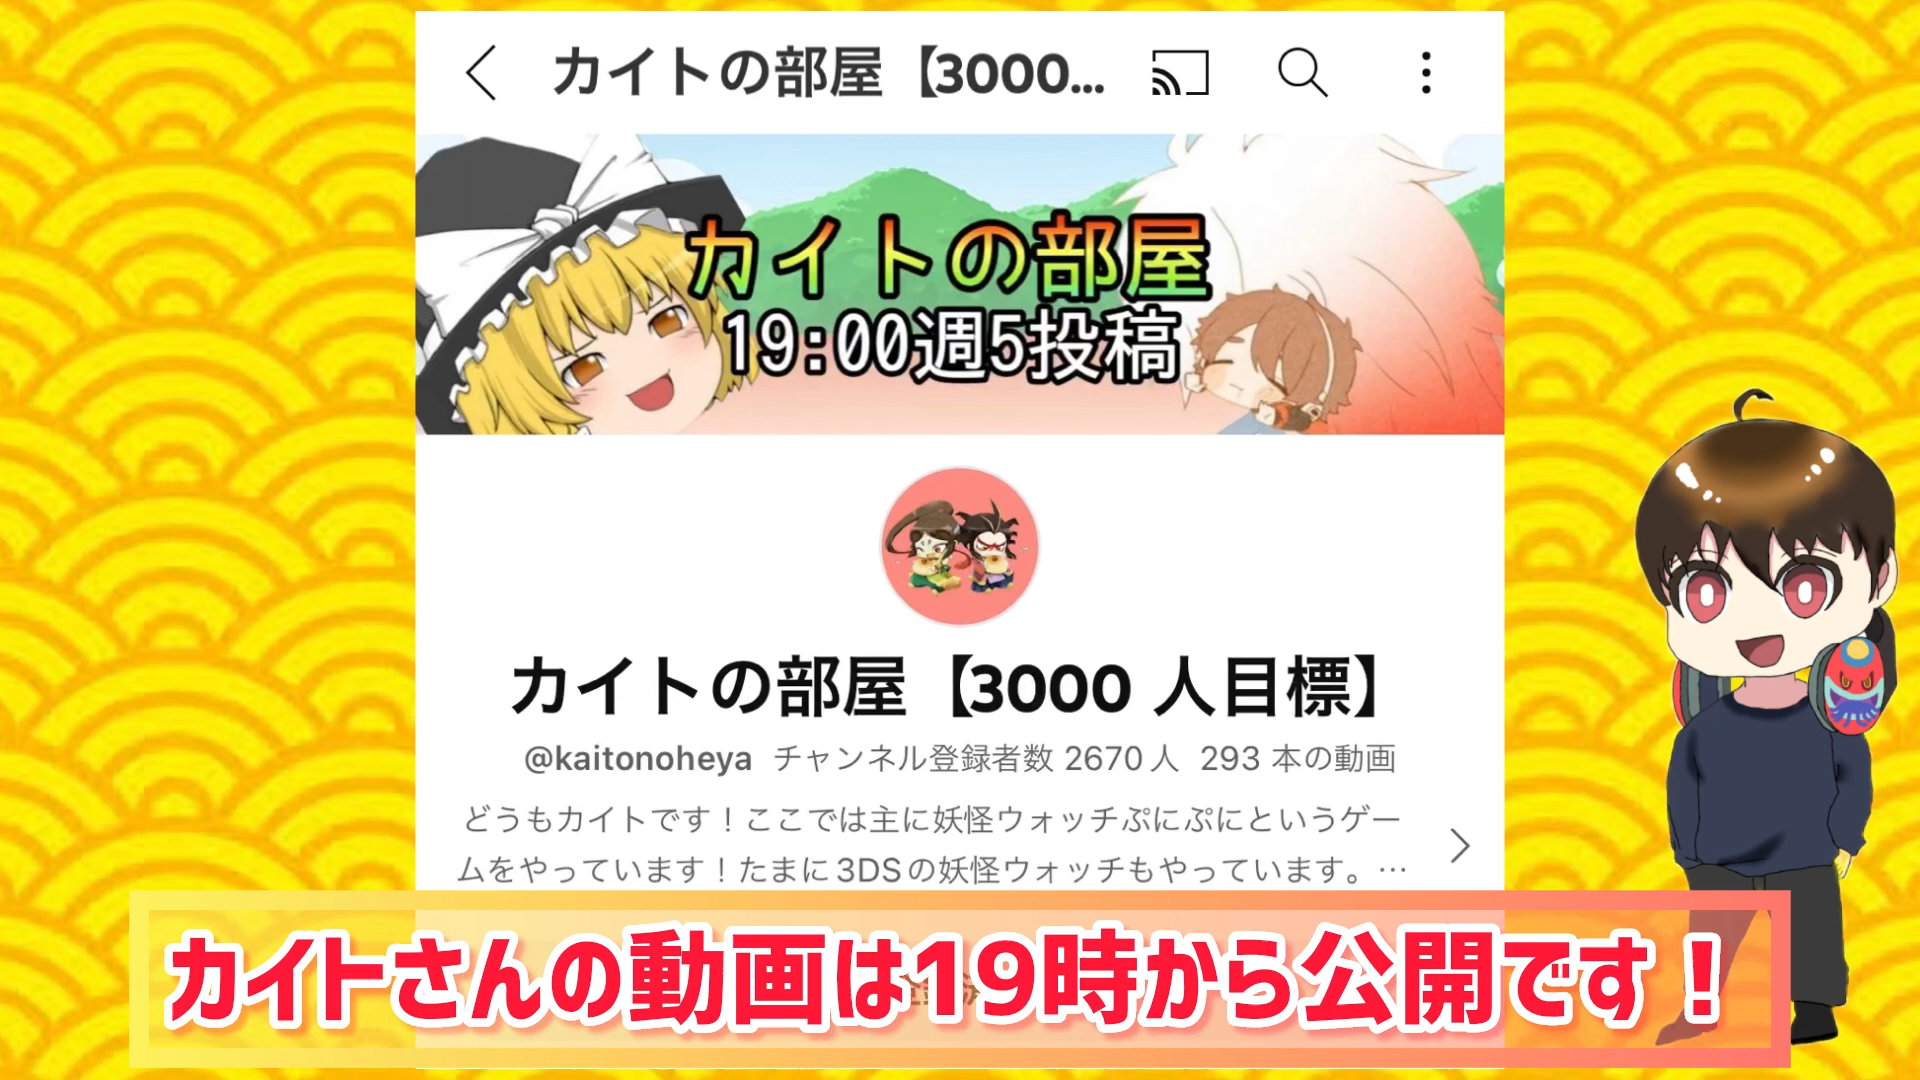 カイトの部屋【3000...
カイトの部屋
19:00週5投稿
カイトの部屋【3000 人目標】
@kaitonoheya チャンネル登録者数 2670 人 293 本の動画
どうもカイトです！ここでは主に妖怪ウォッチぷにぷにというゲー
ムをやっています！たまに3DSの妖怪ウォッチもやっています。…
カイトさんの動画は19時から公開です！